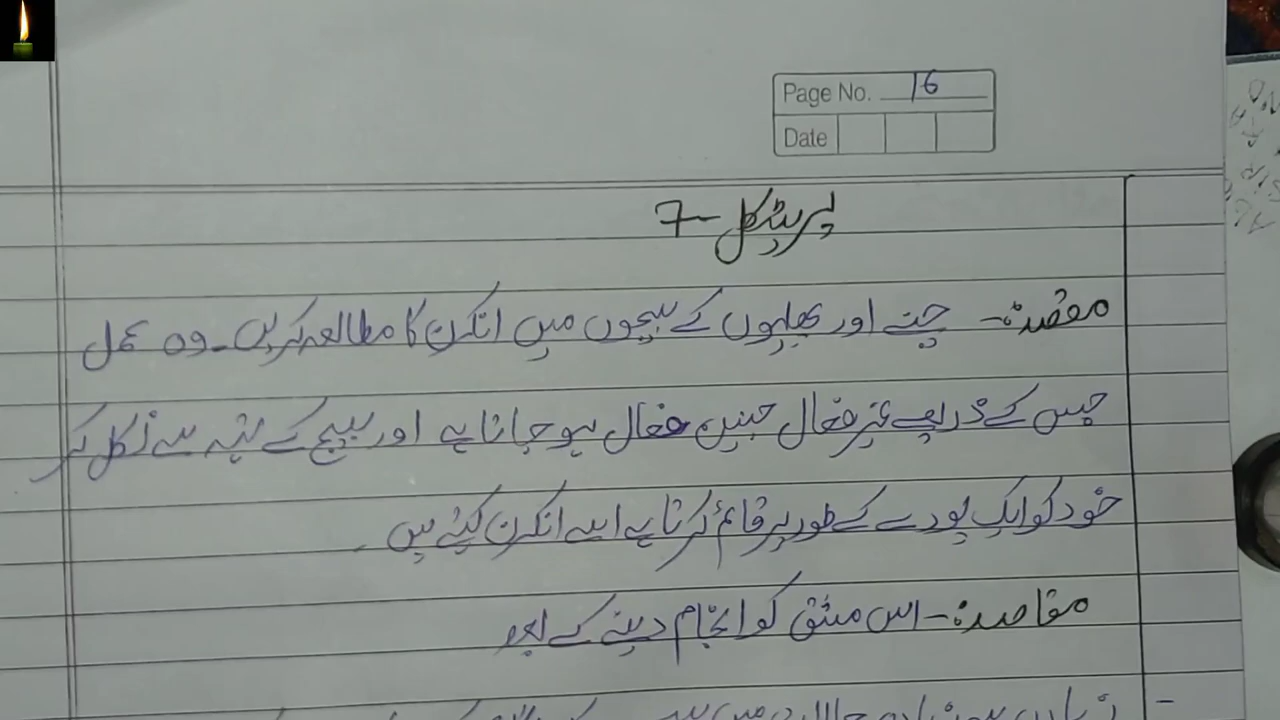 Page No. 16
Date
پریٹکل-7
مقصد:- چنے اور پھلیوں کے بیجوں میں انکرن کا مطالعہ کریں۔ وہ عمل
جس کے ذریعے غیر فعال جنین فعال ہو جاتا ہے اور بیج کے سے نکل کر
خود کو ایک پودے کے طور پر قائم کرتا ہے اسے انکرن کہتے ہیں۔
مقاصد:- اس مشق کو انجام دینے کے بعد